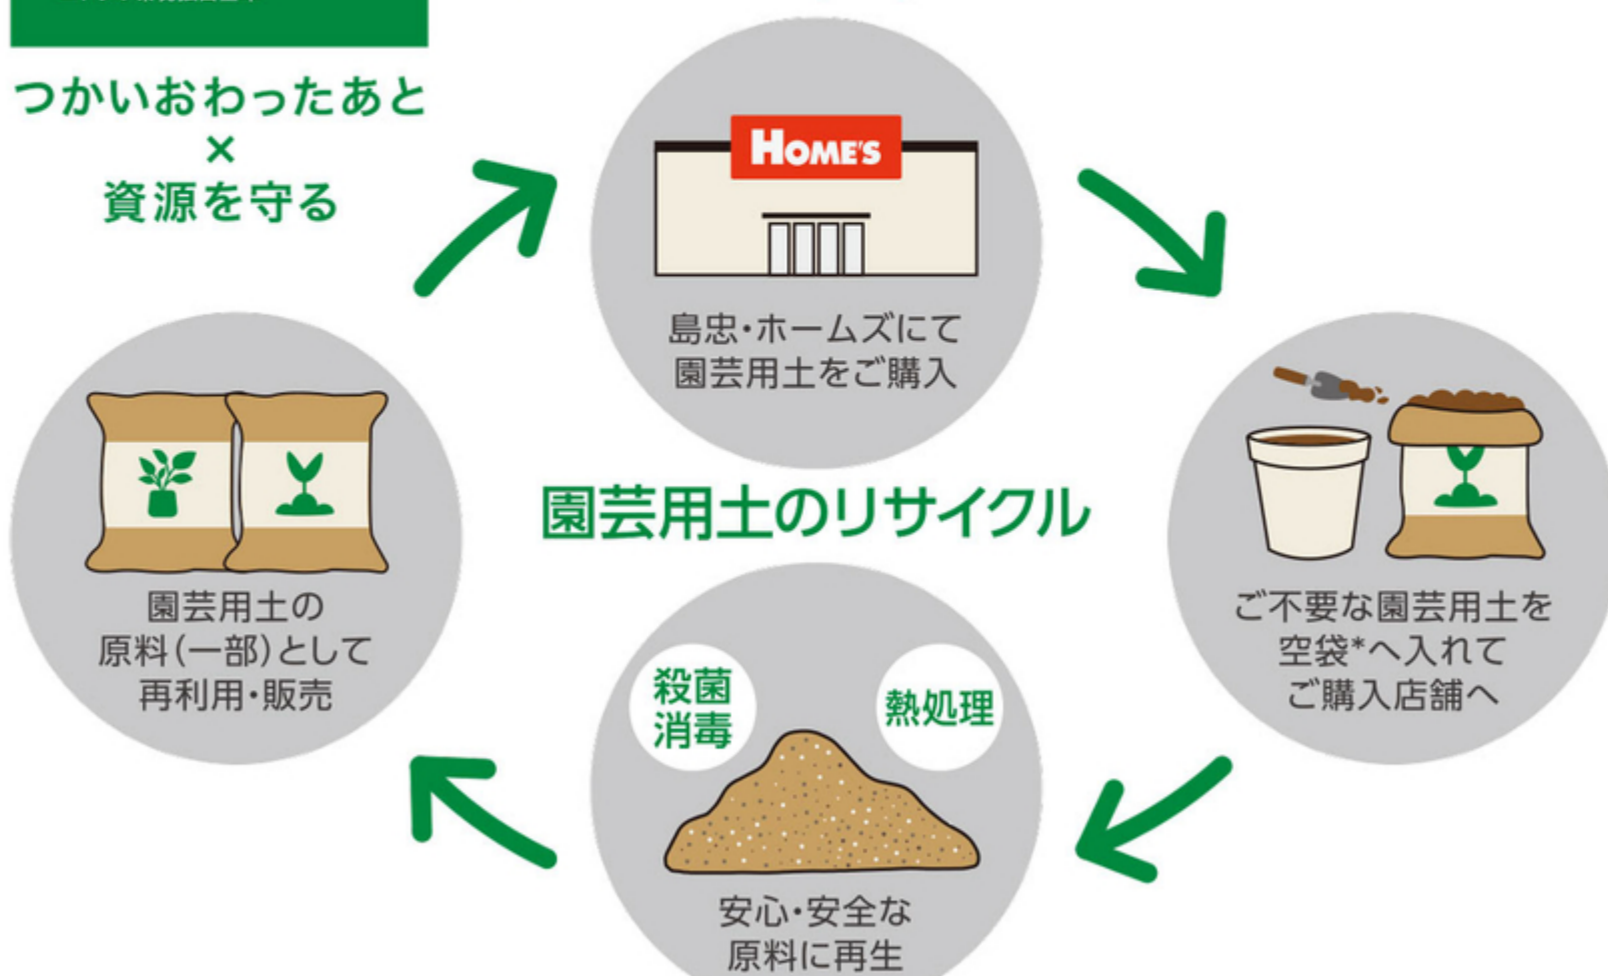 つかいおわったあと
×
資源を守る
HOME'S
島忠・ホームズにて
園芸用土をご購入
園芸用土のリサイクル
ご不要な園芸用土を
空袋*へ入れて
ご購入店舗へ
殺菌
消毒
熱処理
安心・安全な
原料に再生
園芸用土の
原料(一部)として
再利用・販売